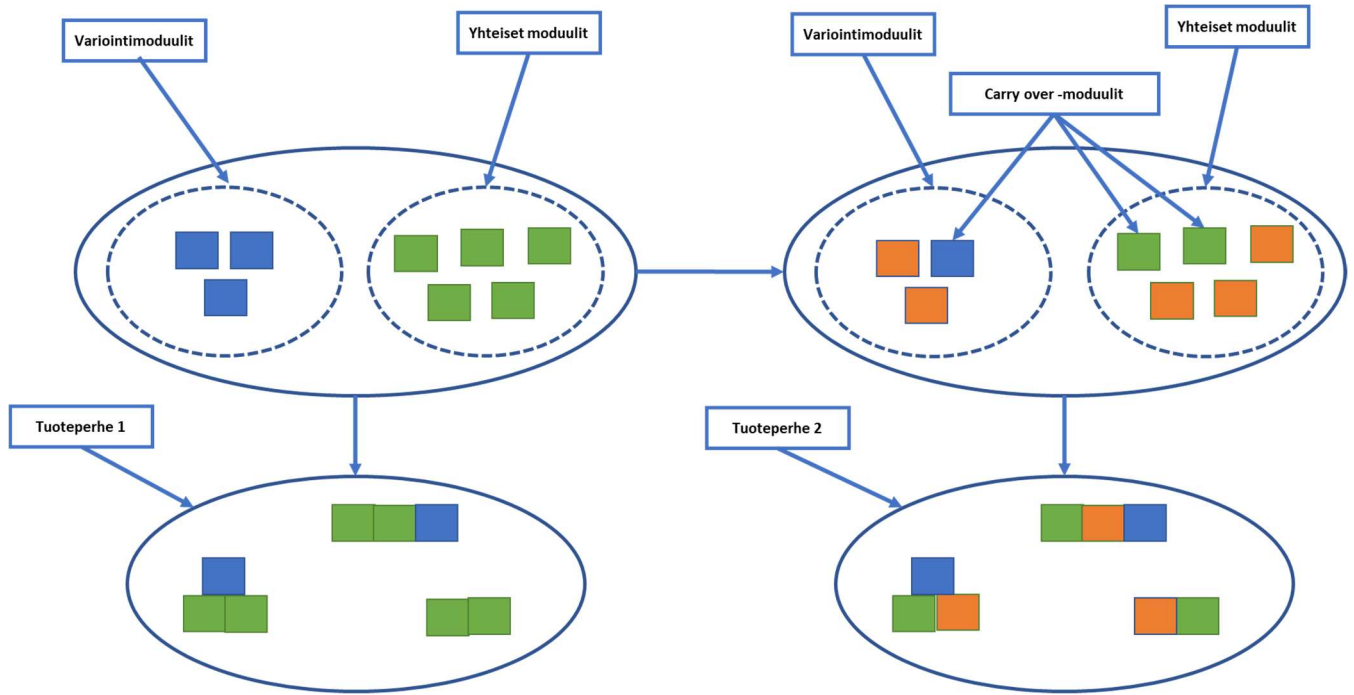 Variointimoduulit
Yhteiset moduulit
Variointimoduulit
Yhteiset moduulit
Carry over -moduulit
Tuoteperhe 1
Tuoteperhe 2